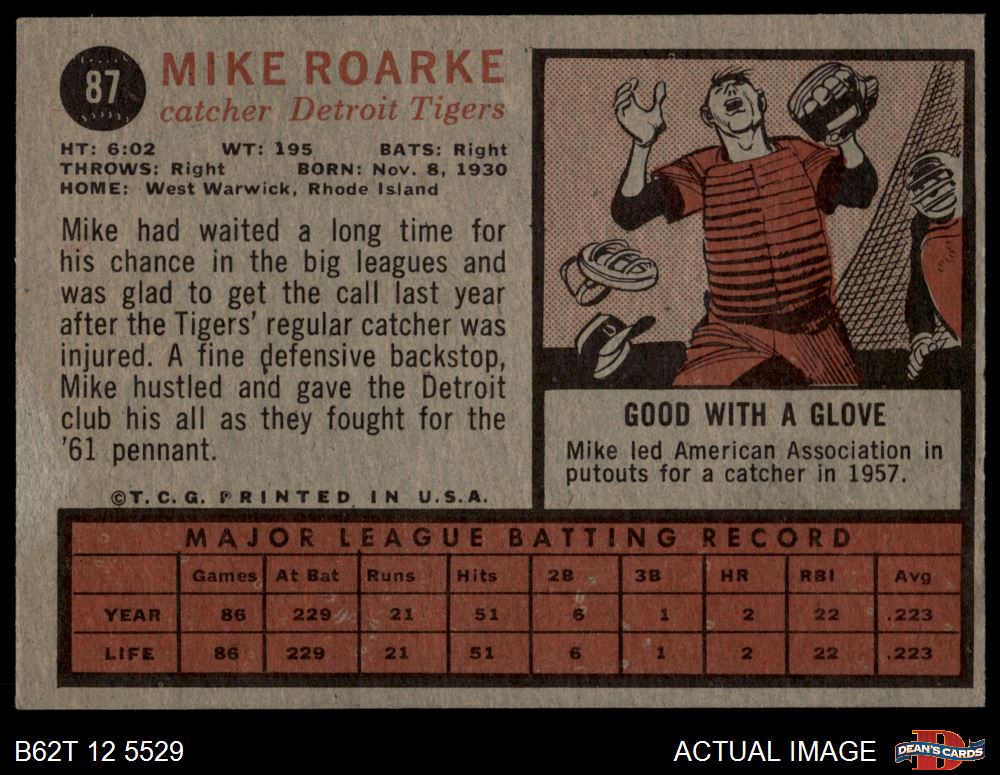 87
MIKE ROARKE
catcher Detroit Tigers
HT: 6:02 WT: 195 BATS: Right
THROWS: Right BORN: Nov. 8, 1930
HOME: West Warwick, Rhode Island
Mike had waited a long time for
his chance in the big leagues and
was glad to get the call last year
after the Tigers' regular catcher was
injured. A fine defensive backstop,
Mike hustled and gave the Detroit
club his all as they fought for the
'61 pennant.
©T.C.G. PRINTED IN U.S.A.
GOOD WITH A GLOVE
Mike led American Association in
putouts for a catcher in 1957.
MAJOR LEAGUE BATTING RECORD
Games At Bat Runs Hits 2B 3B HR RBI Avg
YEAR 86 229 21 51 6 1 2 22 .223
LIFE 86 229 21 51 6 1 2 22 .223
B62T 12 5529
ACTUAL IMAGE
D
DEAN'S CARDS